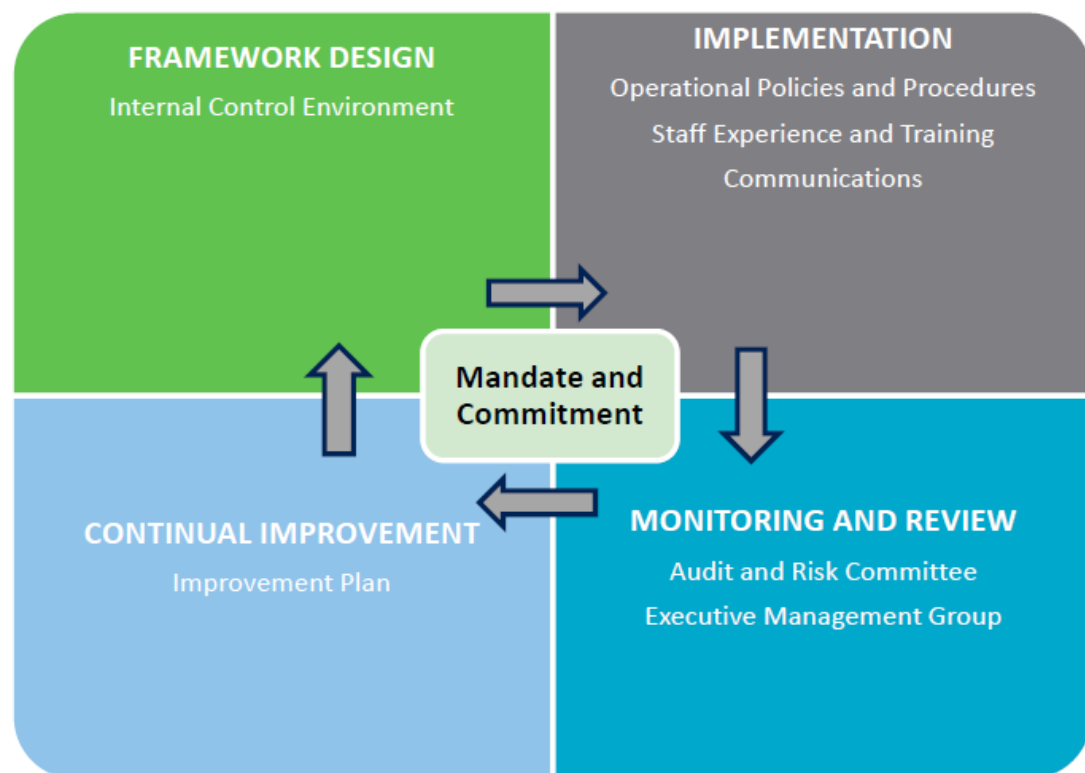 FRAMEWORK DESIGN
Internal Control Environment
IMPLEMENTATION
Operational Policies and Procedures
Staff Experience and Training
Communications
Mandate and
Commitment
CONTINUAL IMPROVEMENT
Improvement Plan
MONITORING AND REVIEW
Audit and Risk Committee
Executive Management Group